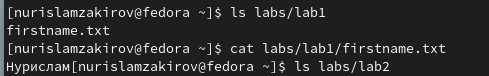 [nurislamzakirov@fedora ~]$ ls labs/lab1
firstname.txt
[nurislamzakirov@fedora ~]$ cat labs/lab1/firstname.txt
Нурислам[nurislamzakirov@fedora ~]$ ls labs/lab2